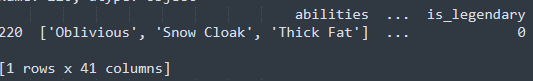 abilities ... is_legendary
220 ['Oblivious', 'Snow Cloak', 'Thick Fat'] ... 0
[1 rows x 41 columns]